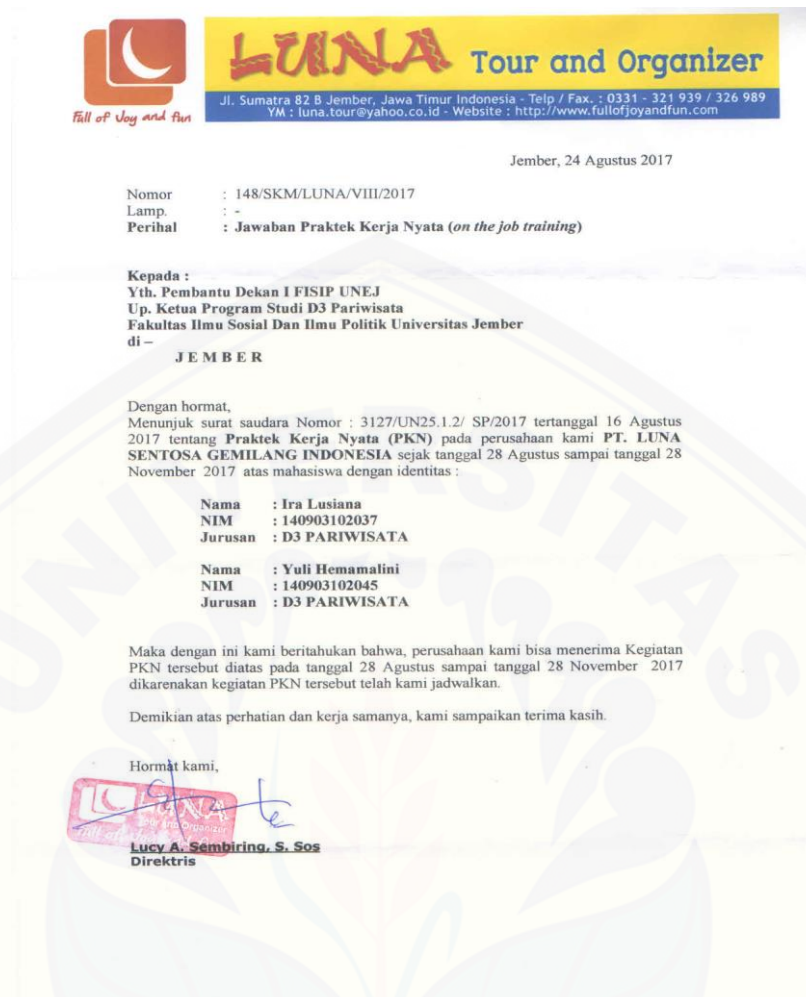 LUNA Tour and Organizer
Full of Joy and fun
Jl. Sumatra 82 B Jember, Jawa Timur Indonesia - Telp / Fax. : 0331 - 321 939 / 326 989
YM : luna.tour@yahoo.co.id - Website : http://www.fullofjoyandfun.com
Jember, 24 Agustus 2017
Nomor : 148/SKM/LUNA/VIII/2017
Lamp. : -
Perihal : Jawaban Praktek Kerja Nyata (on the job training)
Kepada :
Yth. Pembantu Dekan I FISIP UNEJ
Up. Ketua Program Studi D3 Pariwisata
Fakultas Ilmu Sosial Dan Ilmu Politik Universitas Jember
di –
J E M B E R
Dengan hormat,
Menunjuk surat saudara Nomor : 3127/UN25.1.2/ SP/2017 tertanggal 16 Agustus
2017 tentang Praktek Kerja Nyata (PKN) pada perusahaan kami PT. LUNA
SENTOSA GEMILANG INDONESIA sejak tanggal 28 Agustus sampai tanggal 28
November 2017 atas mahasiswa dengan identitas :
Nama : Ira Lusiana
NIM : 140903102037
Jurusan : D3 PARIWISATA
Nama : Yuli Hemamalini
NIM : 140903102045
Jurusan : D3 PARIWISATA
Maka dengan ini kami beritahukan bahwa, perusahaan kami bisa menerima Kegiatan
PKN tersebut diatas pada tanggal 28 Agustus sampai tanggal 28 November 2017
dikarenakan kegiatan PKN tersebut telah kami jadwalkan.
Demikian atas perhatian dan kerja samanya, kami sampaikan terima kasih.
Hormat kami,
LUNA
Tour and Organizer
Lucy A. Sembiring, S. Sos
Direktris
UNIVERSITAS